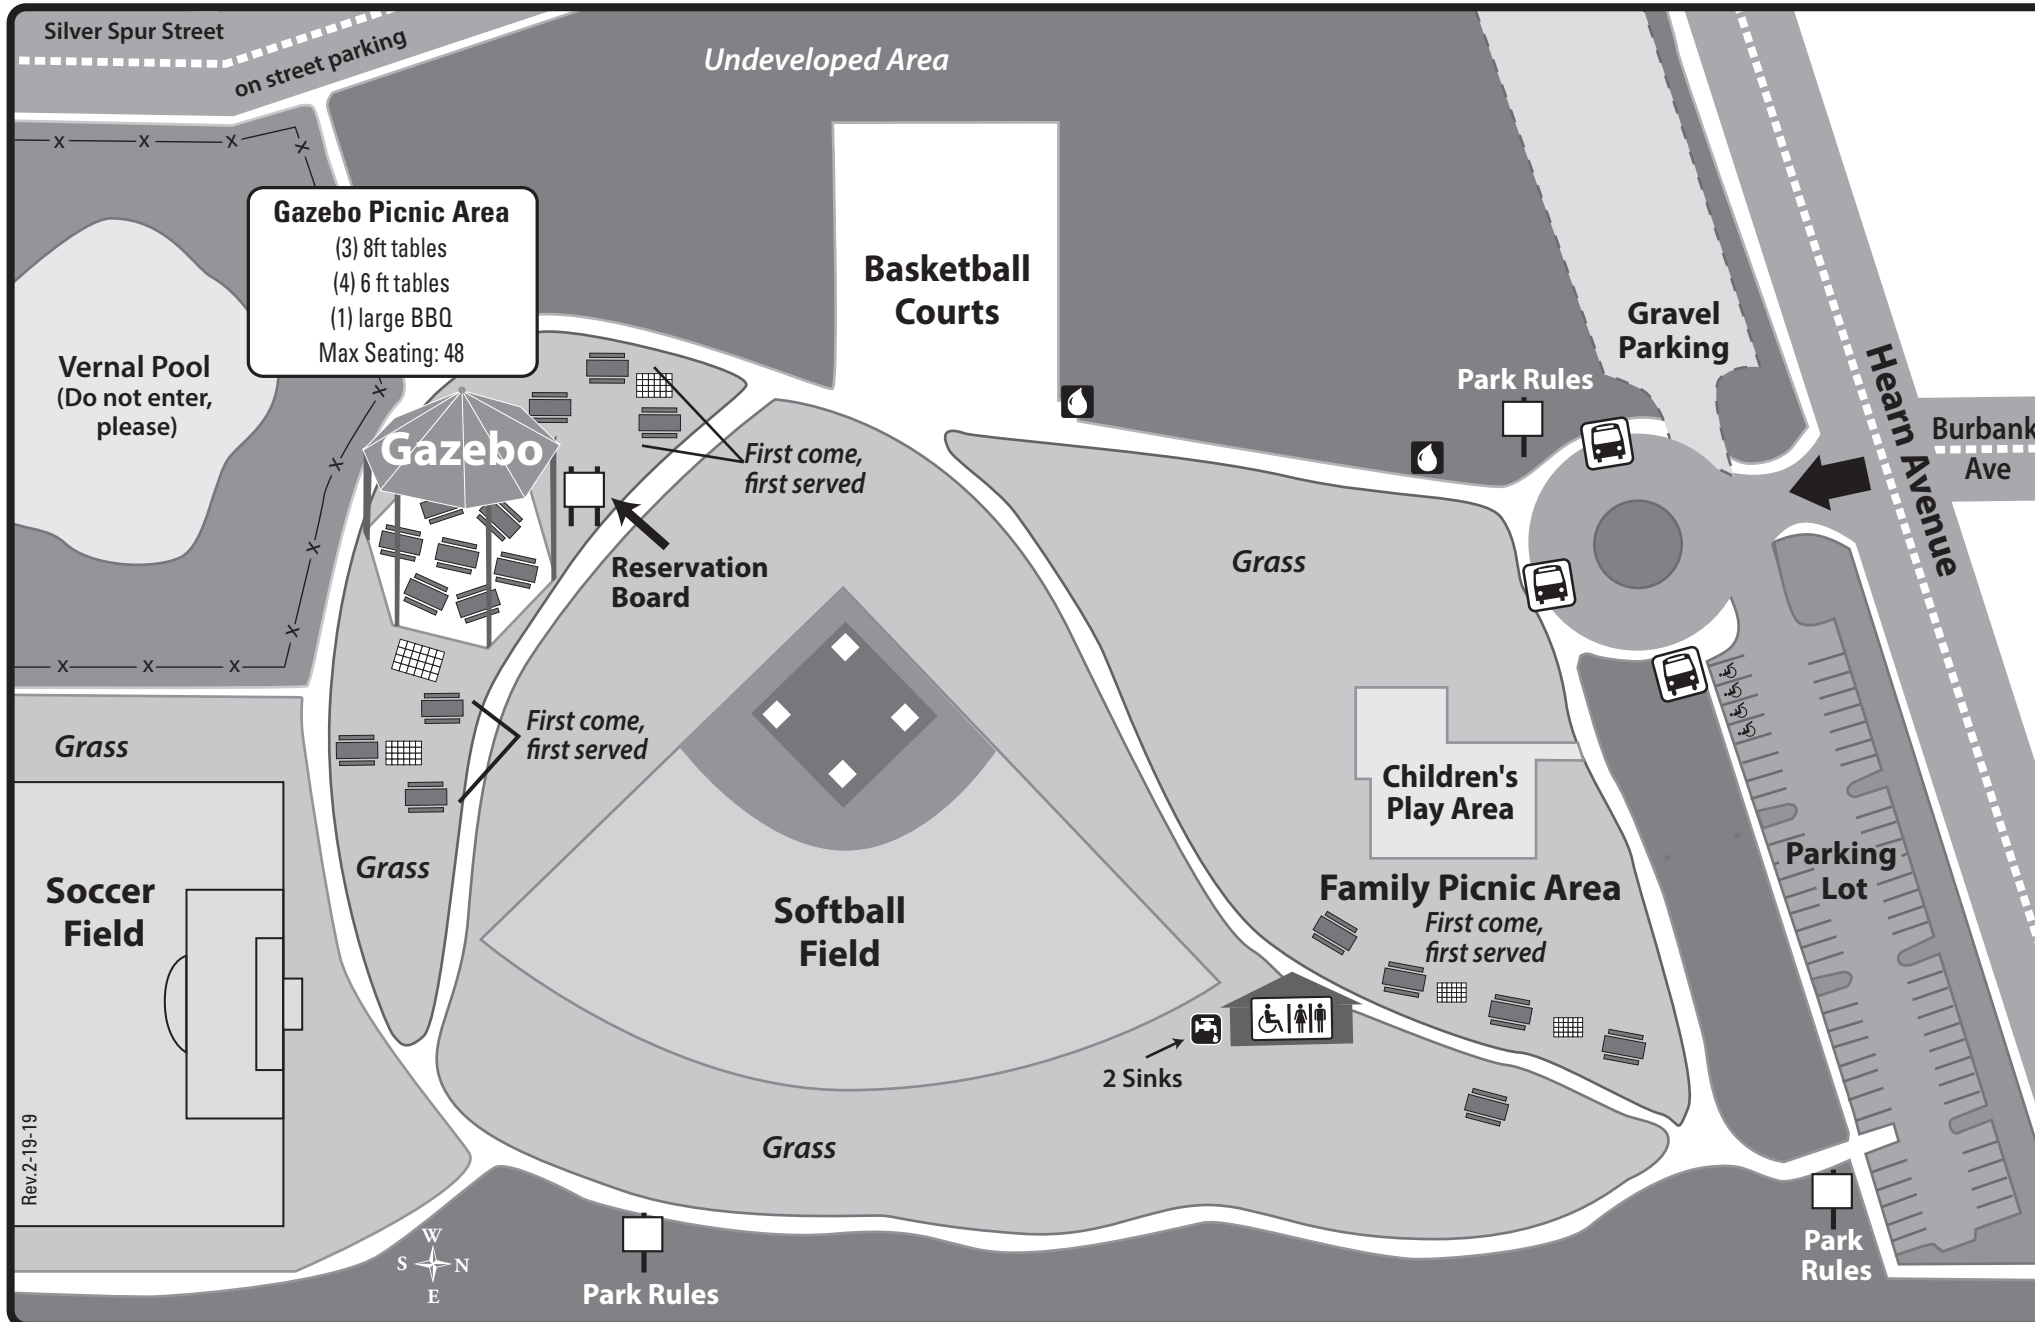 Silver Spur Street
on street parking
Undeveloped Area
Gazebo Picnic Area
(3) 8ft tables
(4) 6 ft tables
(1) large BBQ
Max Seating: 48
Basketball
Courts
Gravel
Parking
Park Rules
Hearn Avenue
Burbank
Ave
Vernal Pool
(Do not enter,
please)
x x x x x x x x x x x
Gazebo
First come,
first served
Reservation
Board
Grass
Grass
First come,
first served
Children's
Play Area
Grass
Soccer
Field
Softball
Field
Family Picnic Area
First come,
first served
Parking
Lot
2 Sinks
Grass
Rev.2-19-19
W
S N
E
Park Rules
Park
Rules